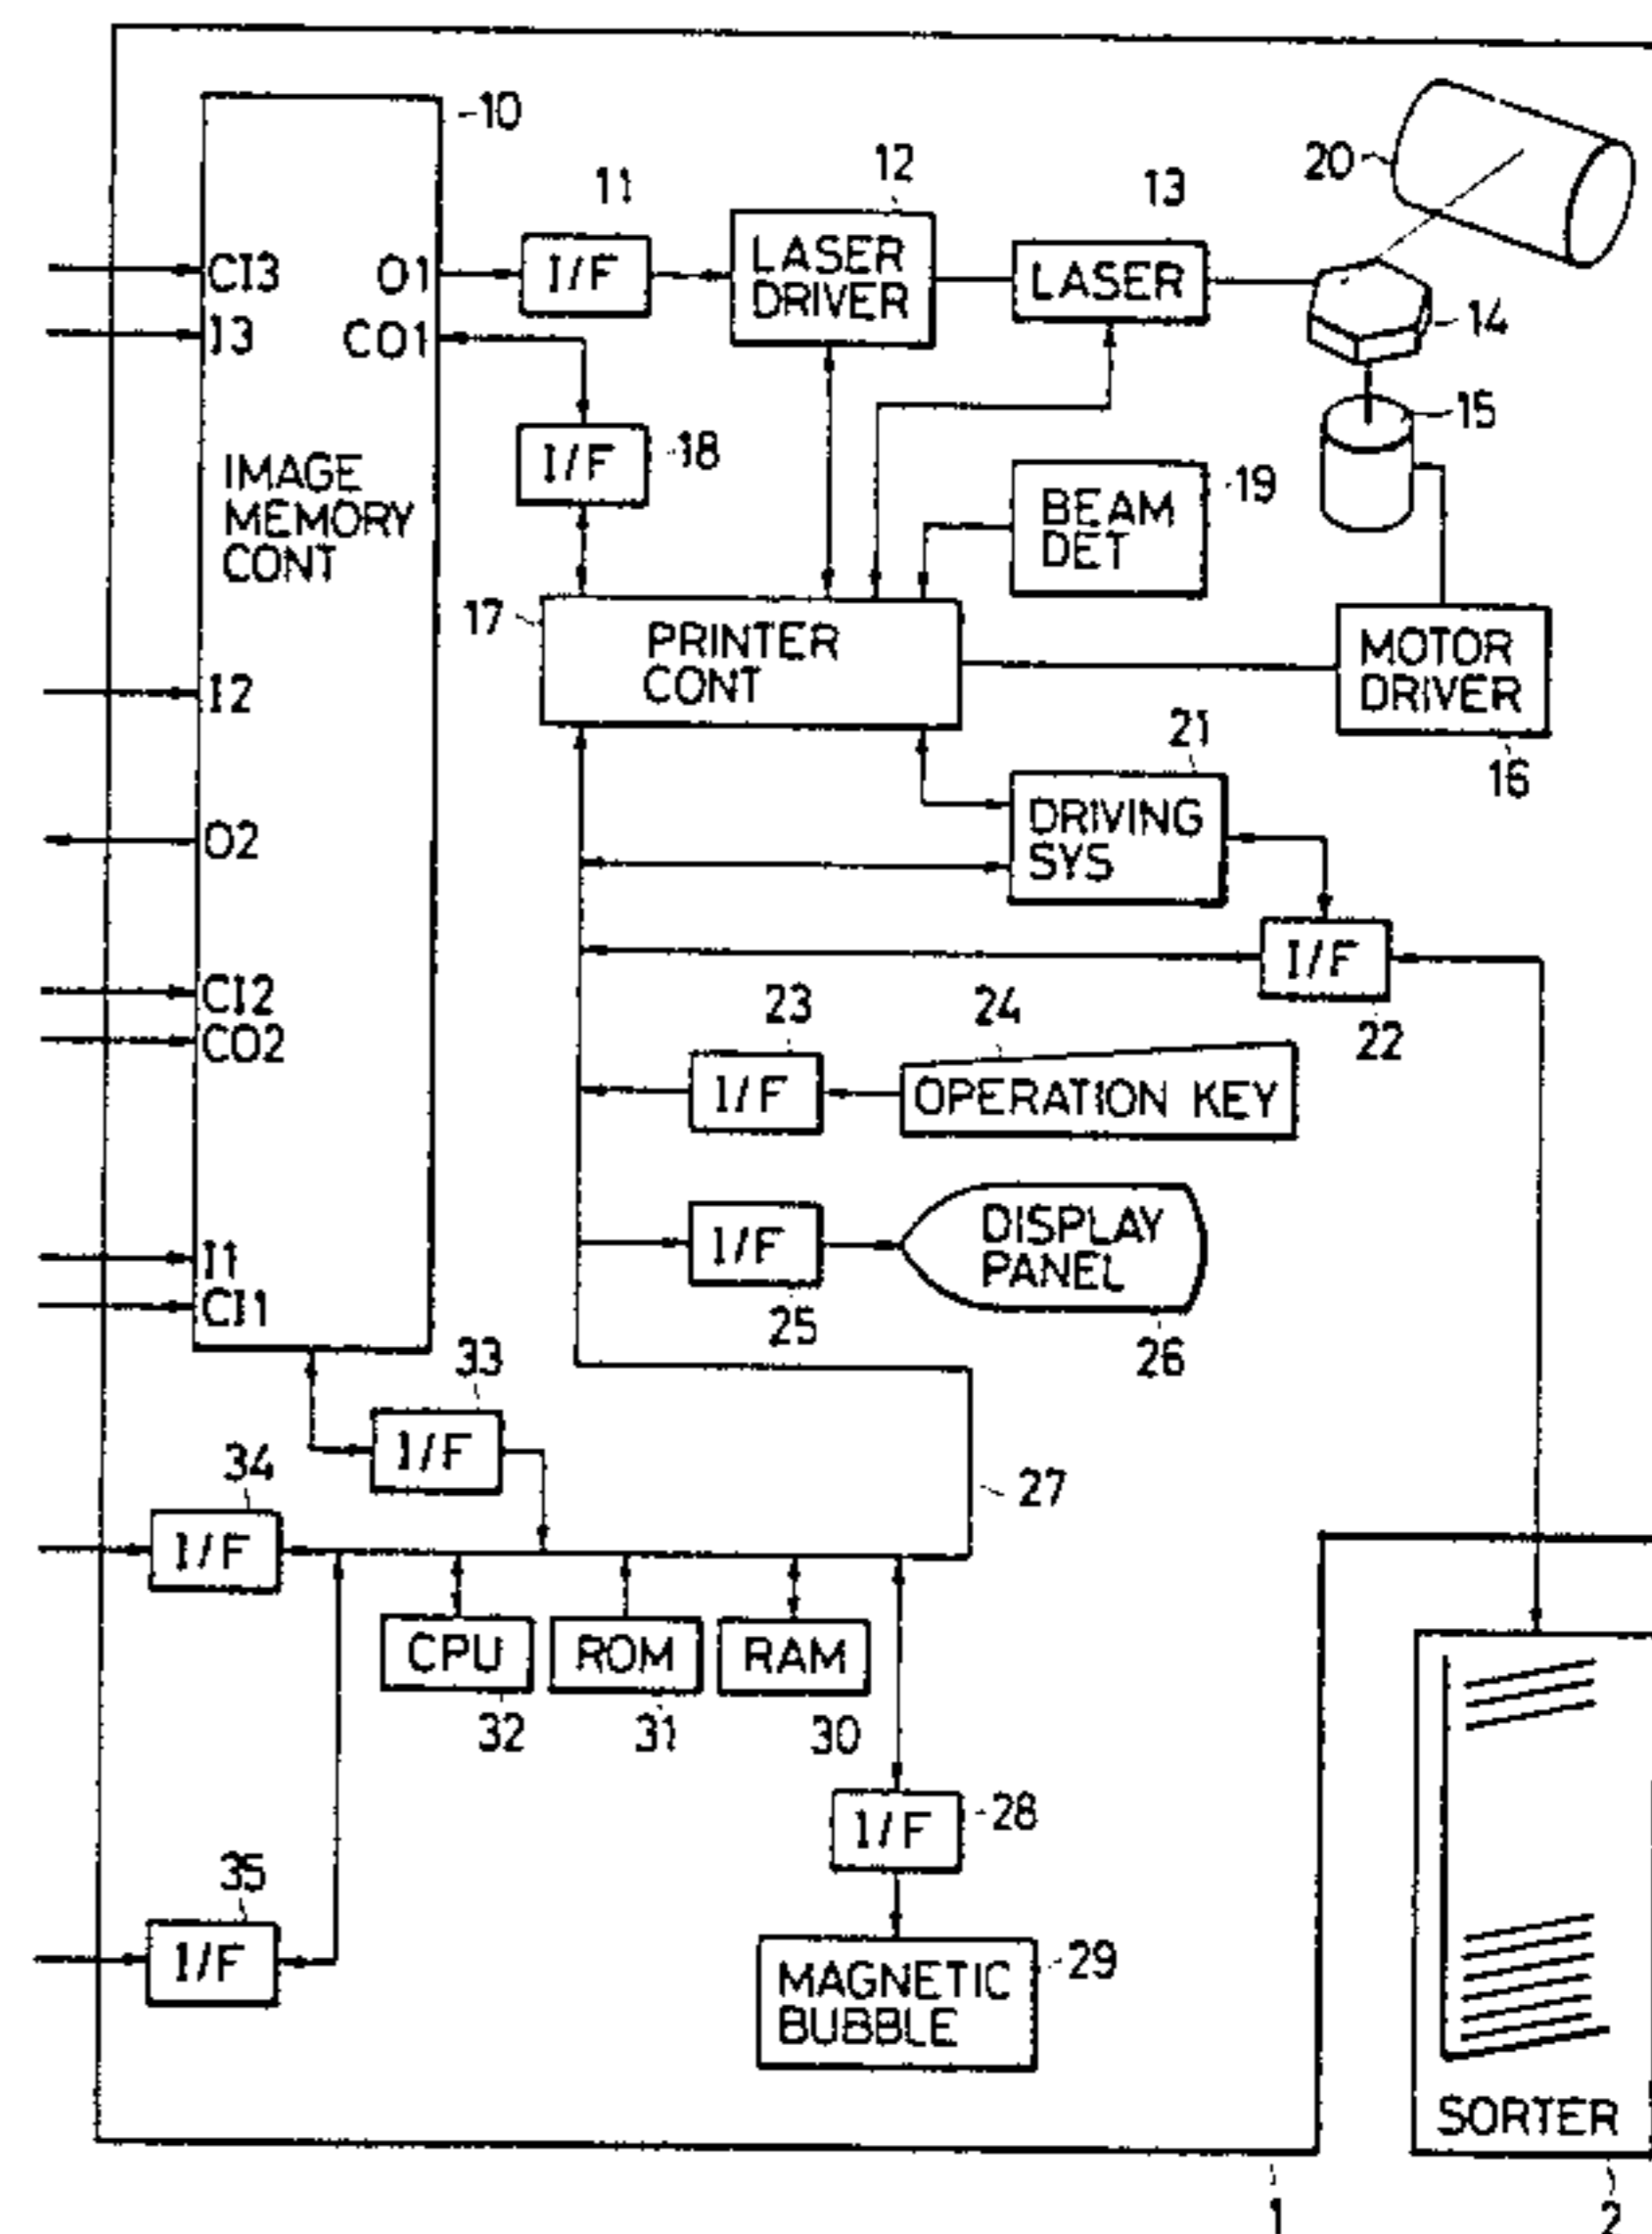 10
11
12
13
20
CI3
O1
I/F
LASER
DRIVER
LASER
I3
CO1
14
15
I/F
18
IMAGE
MEMORY
CONT
BEAM
DET
19
17
PRINTER
CONT
MOTOR
DRIVER
16
I2
21
DRIVING
SYS
O2
I/F
22
CI2
CO2
23
24
I/F
OPERATION KEY
I1
CI1
I/F
25
DISPLAY
PANEL
26
33
I/F
34
I/F
27
CPU
ROM
RAM
32
31
30
I/F
28
35
I/F
MAGNETIC
BUBBLE
29
SORTER
1
2